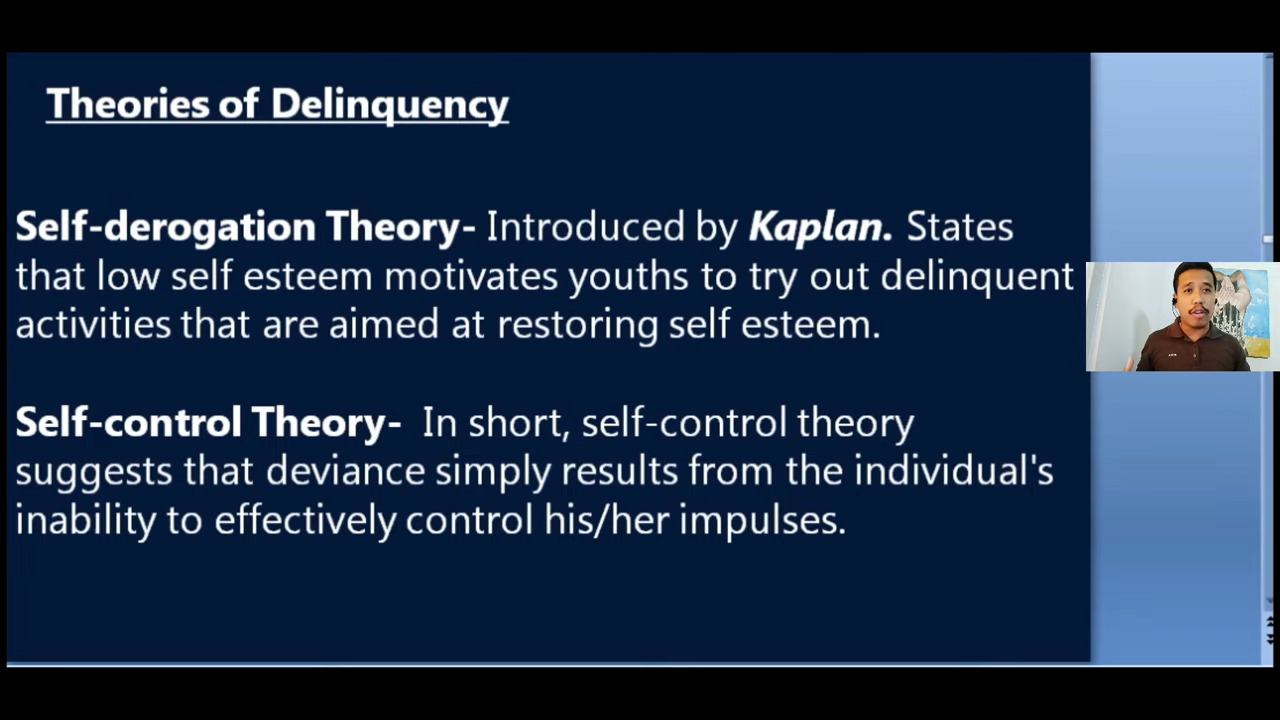 Theories of Delinquency
Self-derogation Theory- Introduced by Kaplan. States
that low self esteem motivates youths to try out delinquent
activities that are aimed at restoring self esteem.
Self-control Theory- In short, self-control theory
suggests that deviance simply results from the individual's
inability to effectively control his/her impulses.